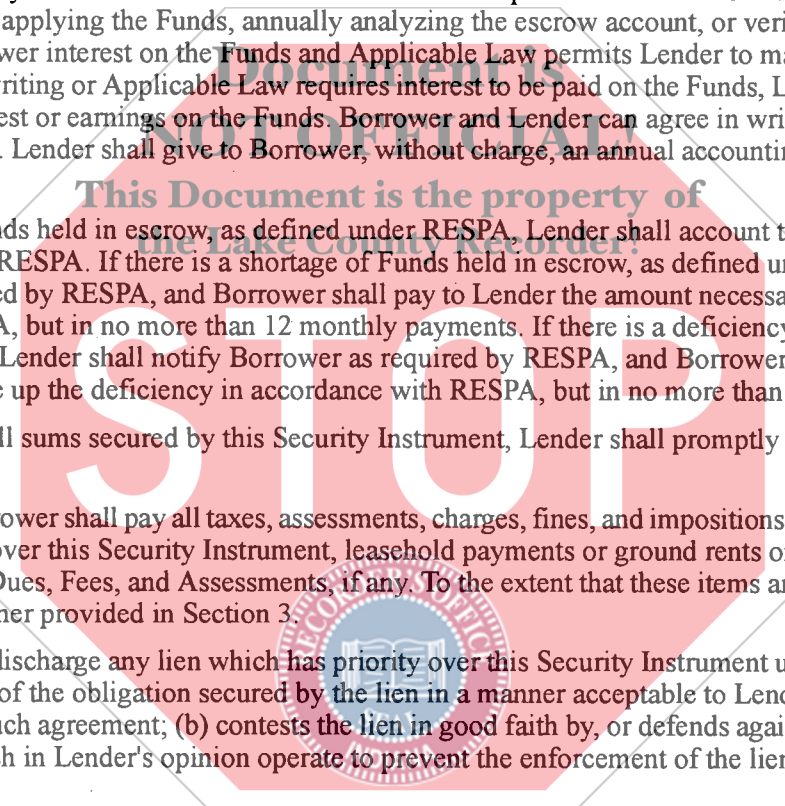 applying the Funds, annually analyzing the escrow account, or veri
wer interest on the Funds and Applicable Law permits Lender to ma
Document is
riting or Applicable Law requires interest to be paid on the Funds, L
est or earnings on the Funds. Borrower and Lender can agree in wri
NOT OFFICIAL!
. Lender shall give to Borrower, without charge, an annual accountin
This Document is the property of
ds held in escrow, as defined under RESPA, Lender shall account t
the Lake County Recorder!
RESPA. If there is a shortage of Funds held in escrow, as defined u
ed by RESPA, and Borrower shall pay to Lender the amount necessa
A, but in no more than 12 monthly payments. If there is a deficiency
Lender shall notify Borrower as required by RESPA, and Borrower
e up the deficiency in accordance with RESPA, but in no more than
ll sums secured by this Security Instrument, Lender shall promptly
STOP
rower shall pay all taxes, assessments, charges, fines, and impositions
over this Security Instrument, leasehold payments or ground rents o
Dues, Fees, and Assessments, if any. To the extent that these items a
ner provided in Section 3.
RECORDER'S OFFICE
discharge any lien which has priority over this Security Instrument u
of the obligation secured by the lien in a manner acceptable to Lend
uch agreement; (b) contests the lien in good faith by, or defends agai
h in Lender's opinion operate to prevent the enforcement of the lien